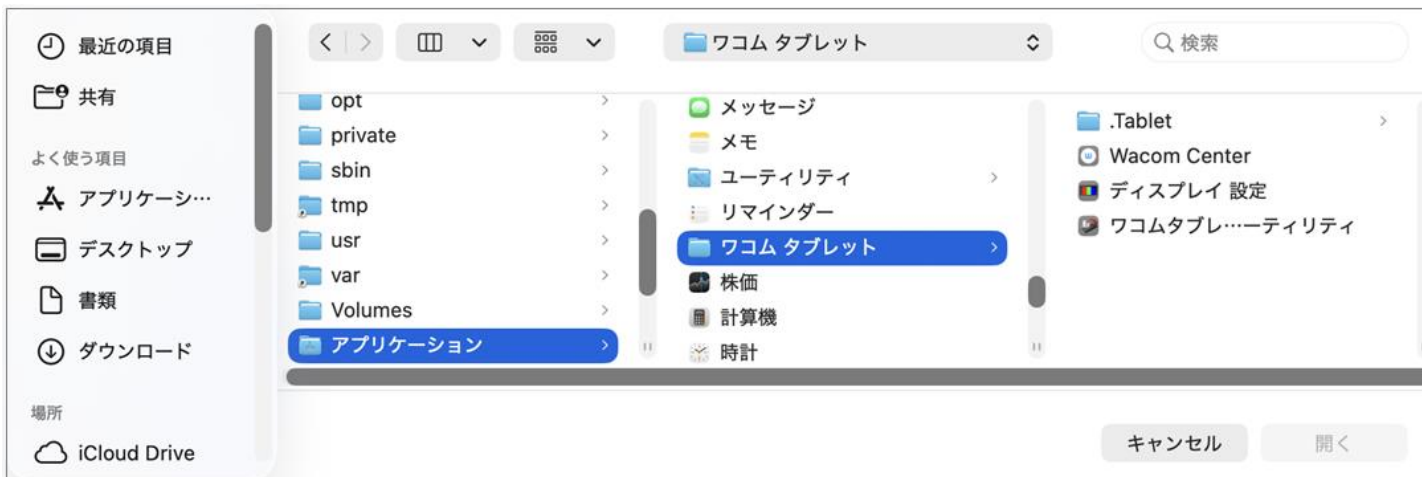 最近の項目
共有
よく使う項目
アプリケーシ…
デスクトップ
書類
ダウンロード
場所
iCloud Drive
ワコム タブレット
検索
opt
private
sbin
tmp
usr
var
Volumes
アプリケーション
メッセージ
メモ
ユーティリティ
リマインダー
ワコム タブレット
株価
計算機
時計
.Tablet
Wacom Center
ディスプレイ 設定
ワコムタブレ…ーティリティ
キャンセル
開く